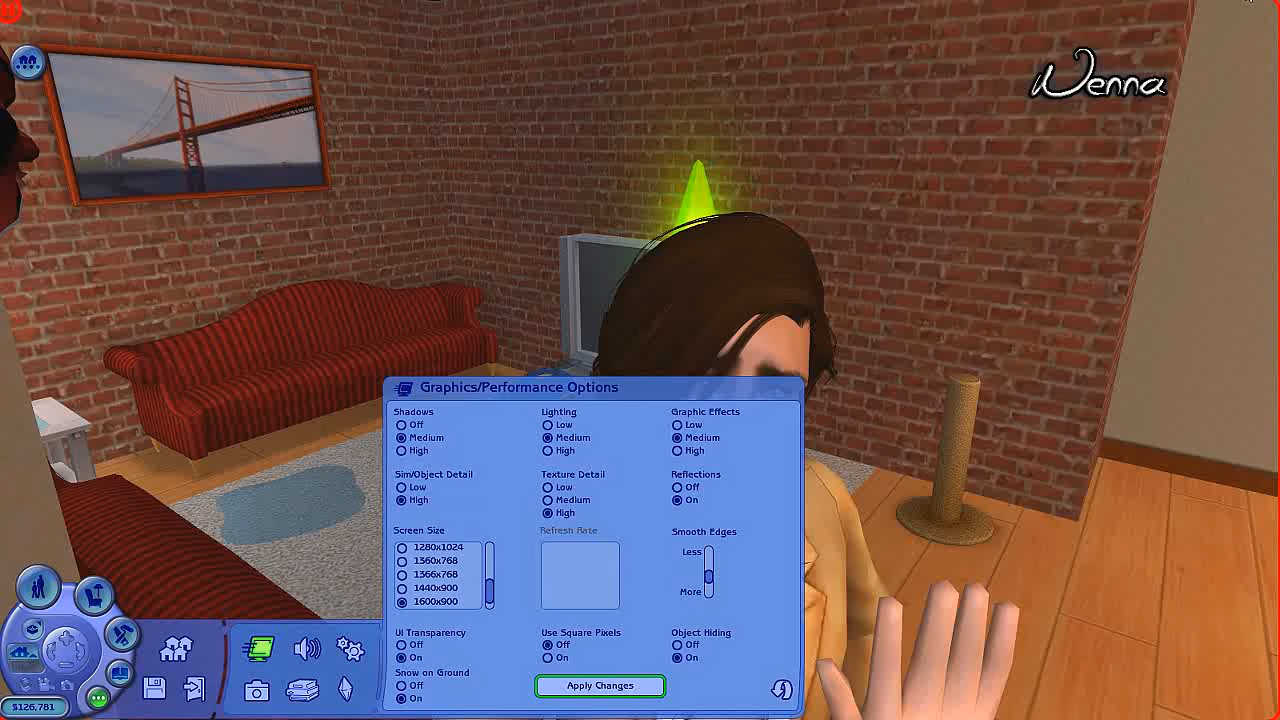 Wenna
Graphics/Performance Options
Shadows
Off
Medium
High
Lighting
Low
Medium
High
Graphic Effects
Low
Medium
High
Sim/Object Detail
Low
High
Texture Detail
Low
Medium
High
Reflections
Off
On
Screen Size
1280x1024
1360x768
1366x768
1440x900
1600x900
Refresh Rate
Smooth Edges
Less
More
UI Transparency
Off
On
Use Square Pixels
Off
On
Object Hiding
Off
On
Snow on Ground
Off
On
Apply Changes
$126,781